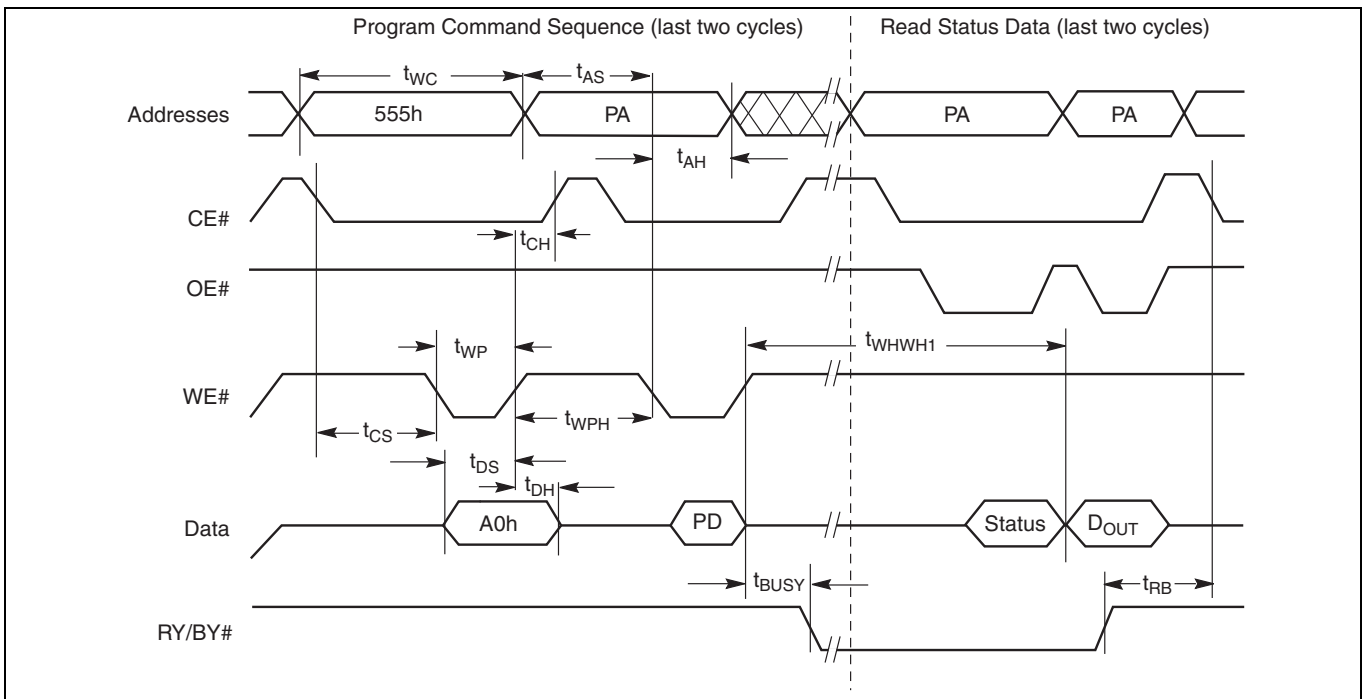 Program Command Sequence (last two cycles) Read Status Data (last two cycles)
tWC tAS
Addresses 555h PA PA PA
tAH
CE#
tCH
OE#
tWP tWHWH1
WE#
tCS tWPH
tDS
tDH
Data A0h PD Status DOUT
tBUSY tRB
RY/BY#